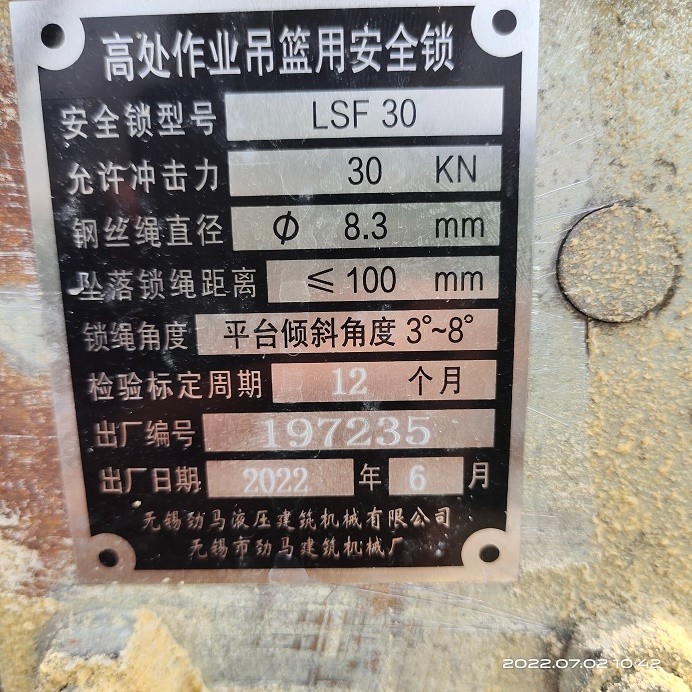 高处作业吊篮用安全锁
安全锁型号 LSF 30
允许冲击力 30 KN
钢丝绳直径 Φ 8.3 mm
坠落锁绳距离 ≤100 mm
锁绳角度 平台倾斜角度 3°~8°
检验标定周期 12 个月
出厂编号 197235
出厂日期 2022 年 6 月
无锡劲马液压建筑机械有限公司
无锡市劲马建筑机械厂
2022.07.02 10:42